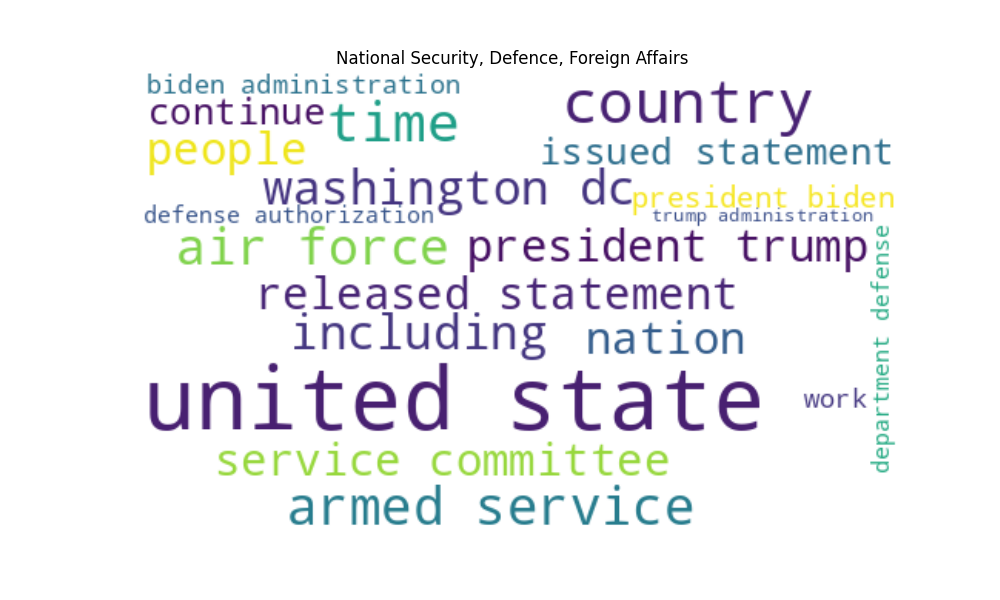 National Security, Defence, Foreign Affairs
biden administration
continue
time
country
people
issued statement
washington dc
president biden
defense authorization
trump administration
air force
president trump
department defense
released statement
including
nation
united state
work
service committee
armed service